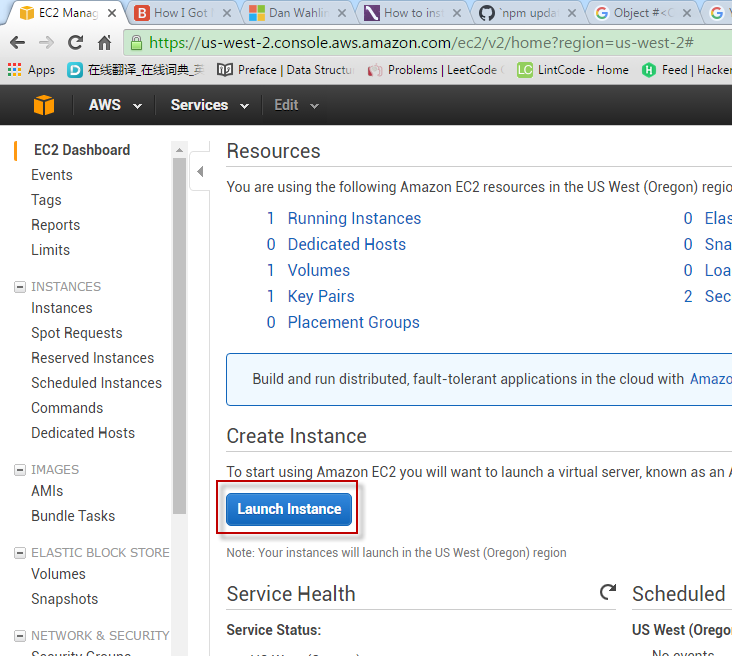 EC2 Manag
How I Got I
Dan Wahlin
How to inst
`npm upda
Object #<C
https://us-west-2.console.aws.amazon.com/ec2/v2/home?region=us-west-2#
Apps
在线翻译_在线词典_英
Preface | Data Structu
Problems | LeetCode
LintCode - Home
Feed | Hacker
AWS
Services
Edit
EC2 Dashboard
Events
Tags
Reports
Limits
INSTANCES
Instances
Spot Requests
Reserved Instances
Scheduled Instances
Commands
Dedicated Hosts
IMAGES
AMIs
Bundle Tasks
ELASTIC BLOCK STORE
Volumes
Snapshots
NETWORK & SECURITY
Security Groups
Resources
You are using the following Amazon EC2 resources in the US West (Oregon) regio
1 Running Instances
0 Elas
0 Dedicated Hosts
0 Sna
1 Volumes
0 Loa
1 Key Pairs
2 Sec
0 Placement Groups
Build and run distributed, fault-tolerant applications in the cloud with Amazo
Create Instance
To start using Amazon EC2 you will want to launch a virtual server, known as an A
Launch Instance
Note: Your instances will launch in the US West (Oregon) region
Service Health
Scheduled
Service Status:
US West (Orego
US West (Oregon)
No events